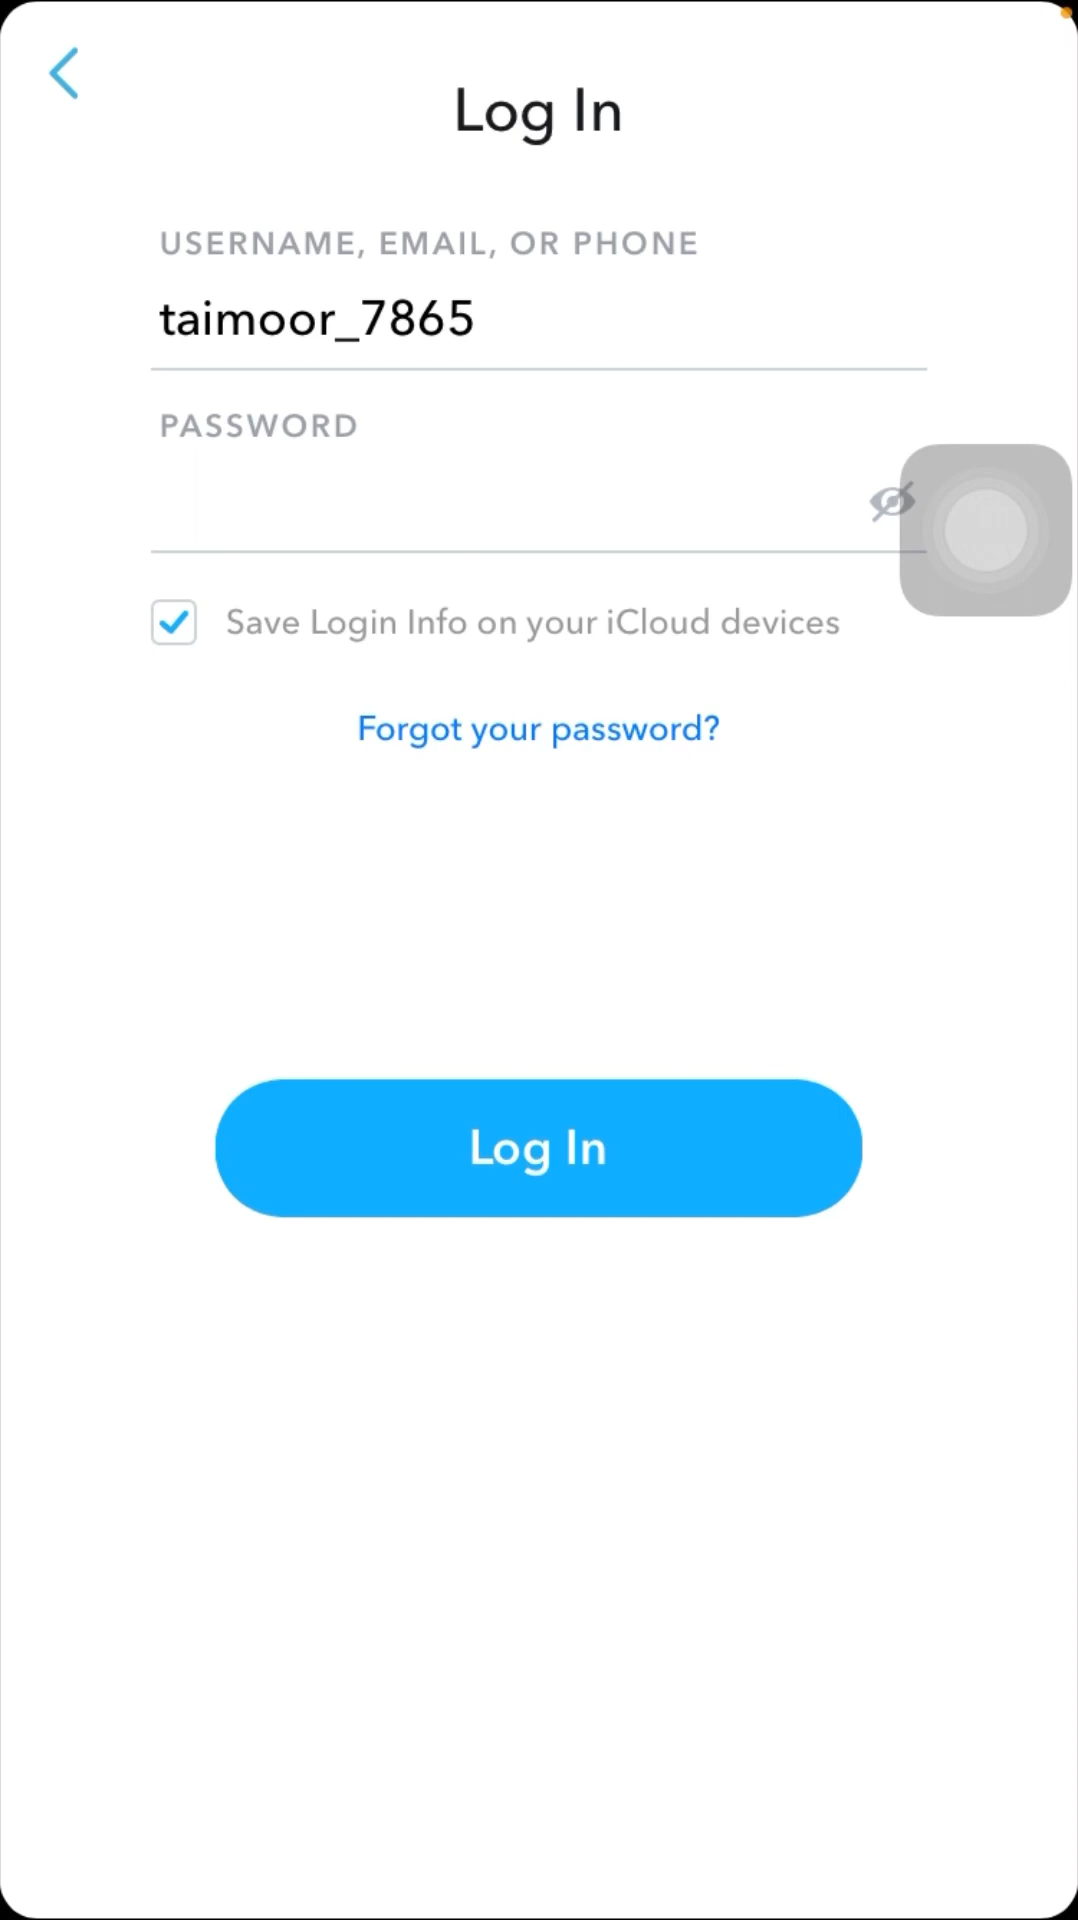 Log In
USERNAME, EMAIL, OR PHONE
taimoor_7865
PASSWORD
Save Login Info on your iCloud devices
Forgot your password?
Log In